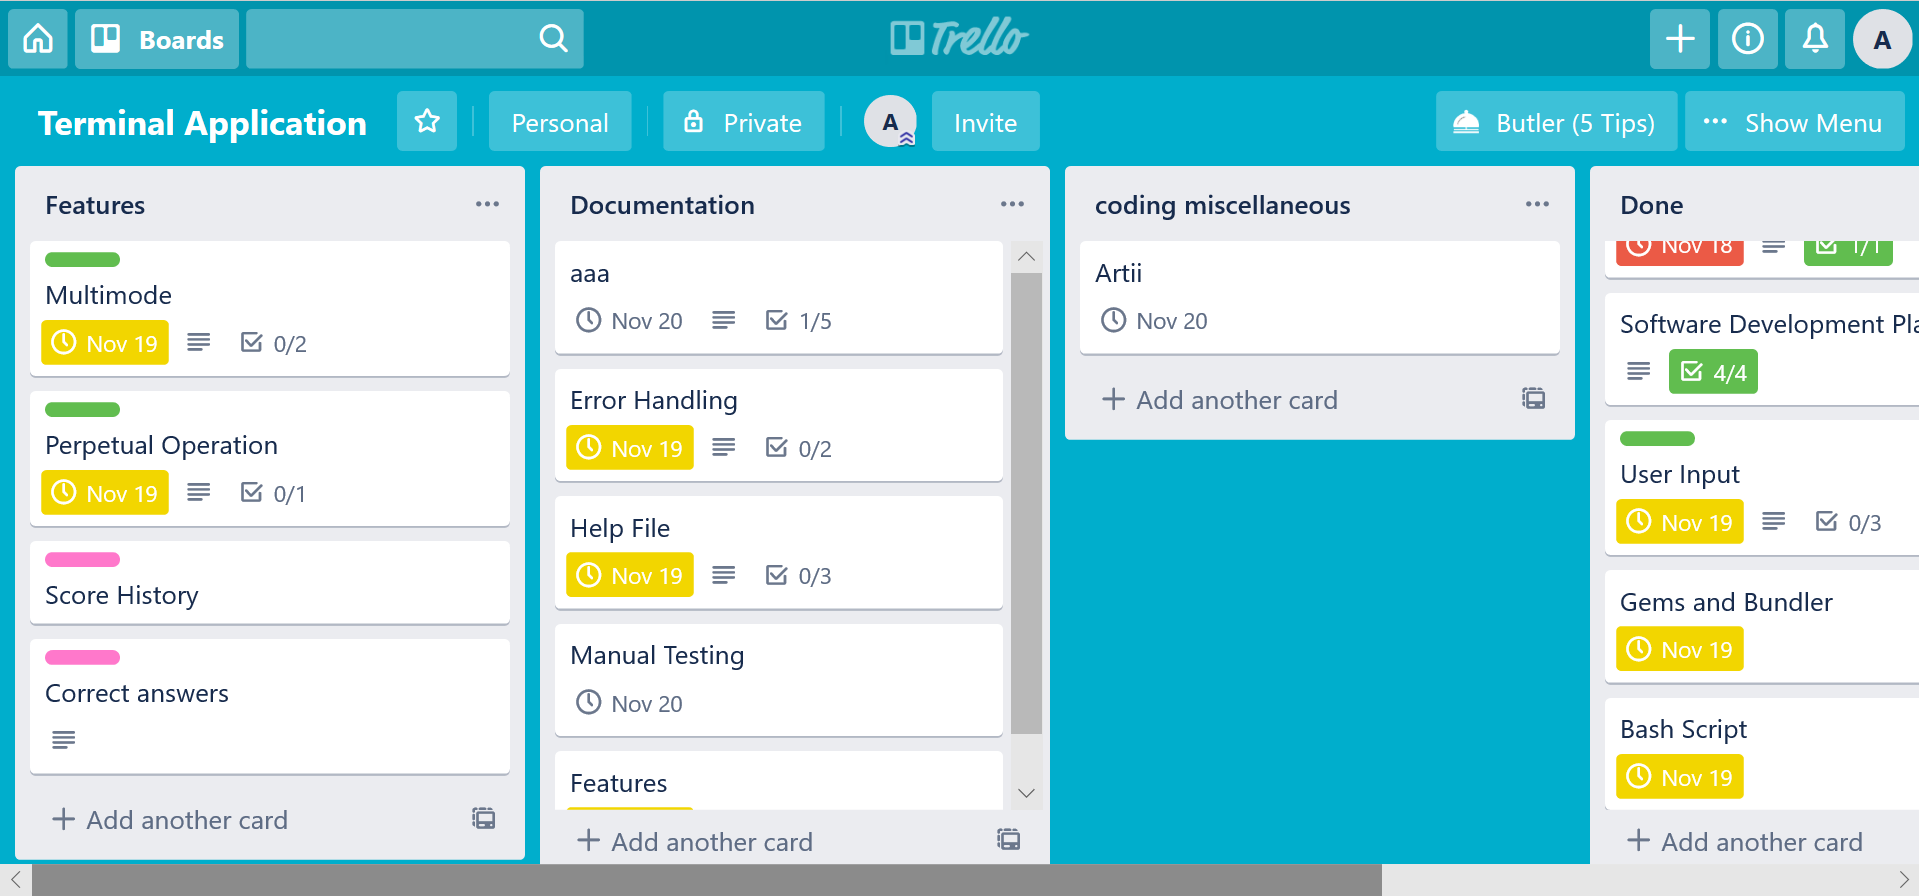 Boards
Trello
A
Terminal Application
Personal
Private
A
Invite
Butler (5 Tips)
Show Menu
Features
Multimode
Nov 19
0/2
Perpetual Operation
Nov 19
0/1
Score History
Correct answers
Add another card
Documentation
aaa
Nov 20
1/5
Error Handling
Nov 19
0/2
Help File
Nov 19
0/3
Manual Testing
Nov 20
Features
Add another card
coding miscellaneous
Artii
Nov 20
Add another card
Done
Nov 18
1/1
Software Development Pla
4/4
User Input
Nov 19
0/3
Gems and Bundler
Nov 19
Bash Script
Nov 19
Add another card